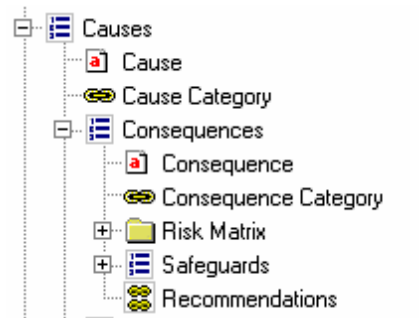 Causes
Cause
Cause Category
Consequences
Consequence
Consequence Category
Risk Matrix
Safeguards
Recommendations